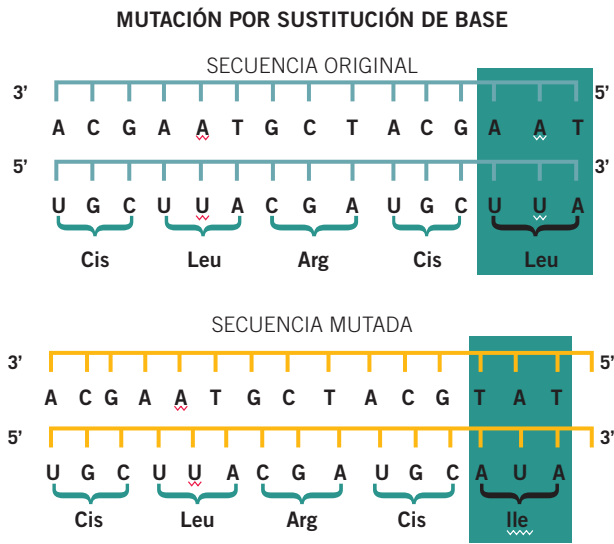 MUTACIÓN POR SUSTITUCIÓN DE BASE
SECUENCIA ORIGINAL
3’ 5’
A C G A A T G C T A C G A A T
5’ 3’
U G C U U A C G A U G C U U A
Cis Leu Arg Cis Leu
SECUENCIA MUTADA
3’ 5’
A C G A A T G C T A C G T A T
5’ 3’
U G C U U A C G A U G C A U A
Cis Leu Arg Cis Ile